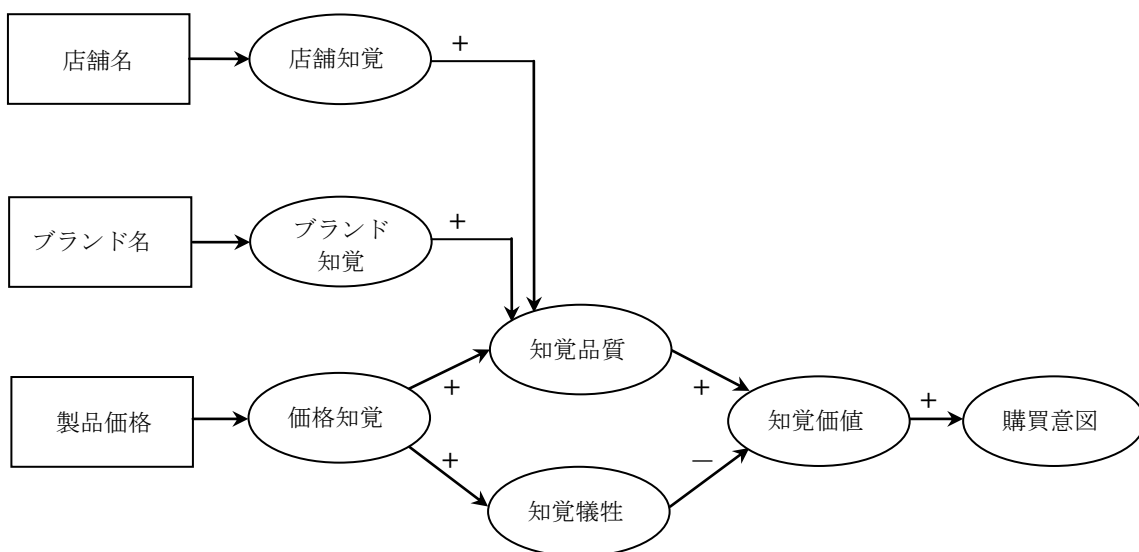 店舗名
店舗知覚
+
ブランド名
ブランド
知覚
+
知覚品質
製品価格
価格知覚
+
+
知覚価値
+
購買意図
+
−
知覚犠牲